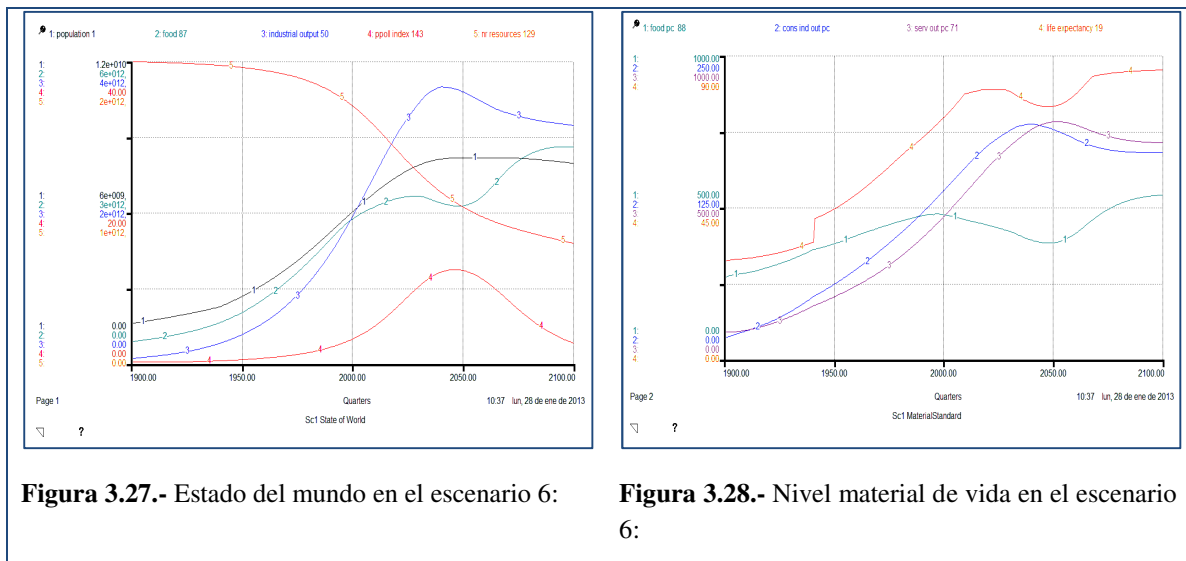 1: population 1 2: food 87 3: industrial output 50 4: ppoll index 143 5: nr resources 129
1: 1.2e+010
2: 6e+012,
3: 4e+012,
4: 40.00
5: 2e+012,
1: 6e+009,
2: 3e+012,
3: 2e+012,
4: 20.00
5: 1e+012,
1: 0.00
2: 0.00
3: 0.00
4: 0.00
5: 0.00
1900.00 1950.00 2000.00 2050.00 2100.00
Page 1 Quarters 10:37 lun, 28 de ene de 2013
Sc1 State of World
?
1: food pc 88 2: cons ind out pc 3: serv out pc 71 4: life expectancy 19
1: 1000.00
2: 250.00
3: 1000.00
4: 90.00
1: 500.00
2: 125.00
3: 500.00
4: 45.00
1: 0.00
2: 0.00
3: 0.00
4: 0.00
1900.00 1950.00 2000.00 2050.00 2100.00
Page 2 Quarters 10:37 lun, 28 de ene de 2013
Sc1 MaterialStandard
?
Figura 3.27.- Estado del mundo en el escenario 6:
Figura 3.28.- Nivel material de vida en el escenario
6: